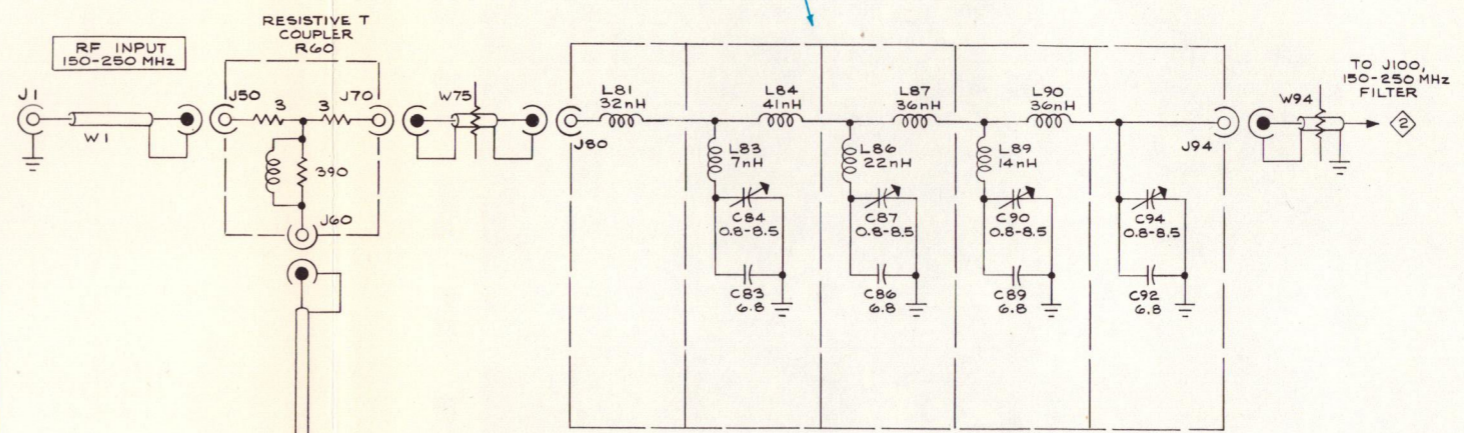 RESISTIVE T
COUPLER
R60
RF INPUT
150-250 MHz
J1
W1
J50
3
3
J70
390
J60
W75
J80
L81
32nH
L84
41nH
L87
36nH
L90
36nH
L83
7nH
L86
22nH
L89
14nH
C84
0.8-8.5
C87
0.8-8.5
C90
0.8-8.5
C94
0.8-8.5
C83
6.8
C86
6.8
C89
6.8
C92
6.8
J94
W94
TO J100,
150-250 MHz
FILTER
2